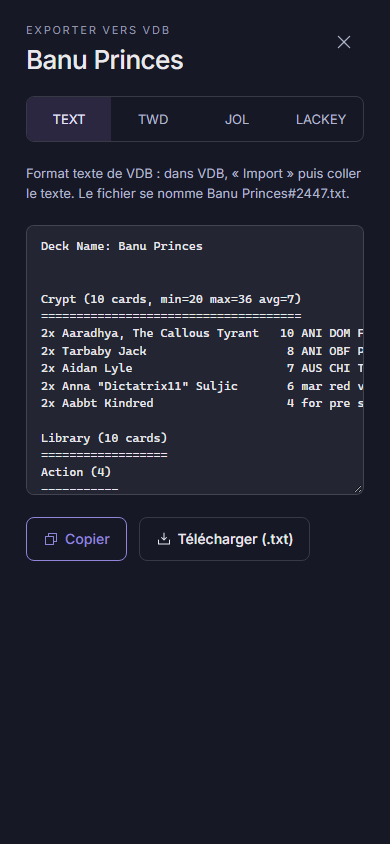 EXPORTER VERS VDB
Banu Princes
TEXT TWD JOL LACKEY
Format texte de VDB : dans VDB, « Import » puis coller
le texte. Le fichier se nomme Banu Princes#2447.txt.
Deck Name: Banu Princes
Crypt (10 cards, min=20 max=36 avg=7)
=====================================
2x Aaradhya, The Callous Tyrant   10 ANI DOM F
2x Tarbaby Jack                    8 ANI OBF P
2x Aidan Lyle                      7 AUS CHI T
2x Anna "Dictatrix11" Suljic       6 mar red v
2x Aabbt Kindred                   4 for pre s
Library (10 cards)
==================
Action (4)
===========
Copier
Télécharger (.txt)